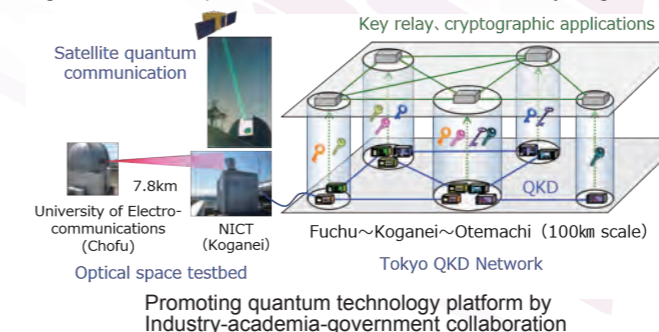 Key relay、cryptographic applications
Satellite quantum
communication
7.8km
University of Electro-
communications
(Chofu)
NICT
(Koganei)
QKD
Fuchu～Koganei～Otemachi（100㎞ scale）
Optical space testbed
Tokyo QKD Network
Promoting quantum technology platform by
Industry-academia-government collaboration